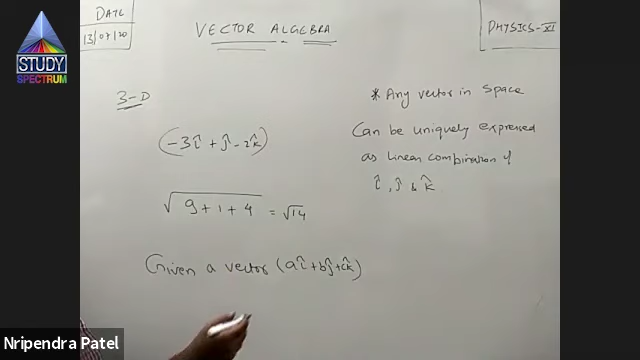 DATE
13/07/20
VECTOR ALGEBRA
PHYSICS-XI
STUDY
SPECTRUM
3-D
(-3î + ĵ - 2k̂)
√9+1+4 = √14
Given a vector (aî + bĵ + ck̂)
* Any vector in space
Can be uniquely expressed
as linear combination of
î, ĵ & k̂
Nripendra Patel